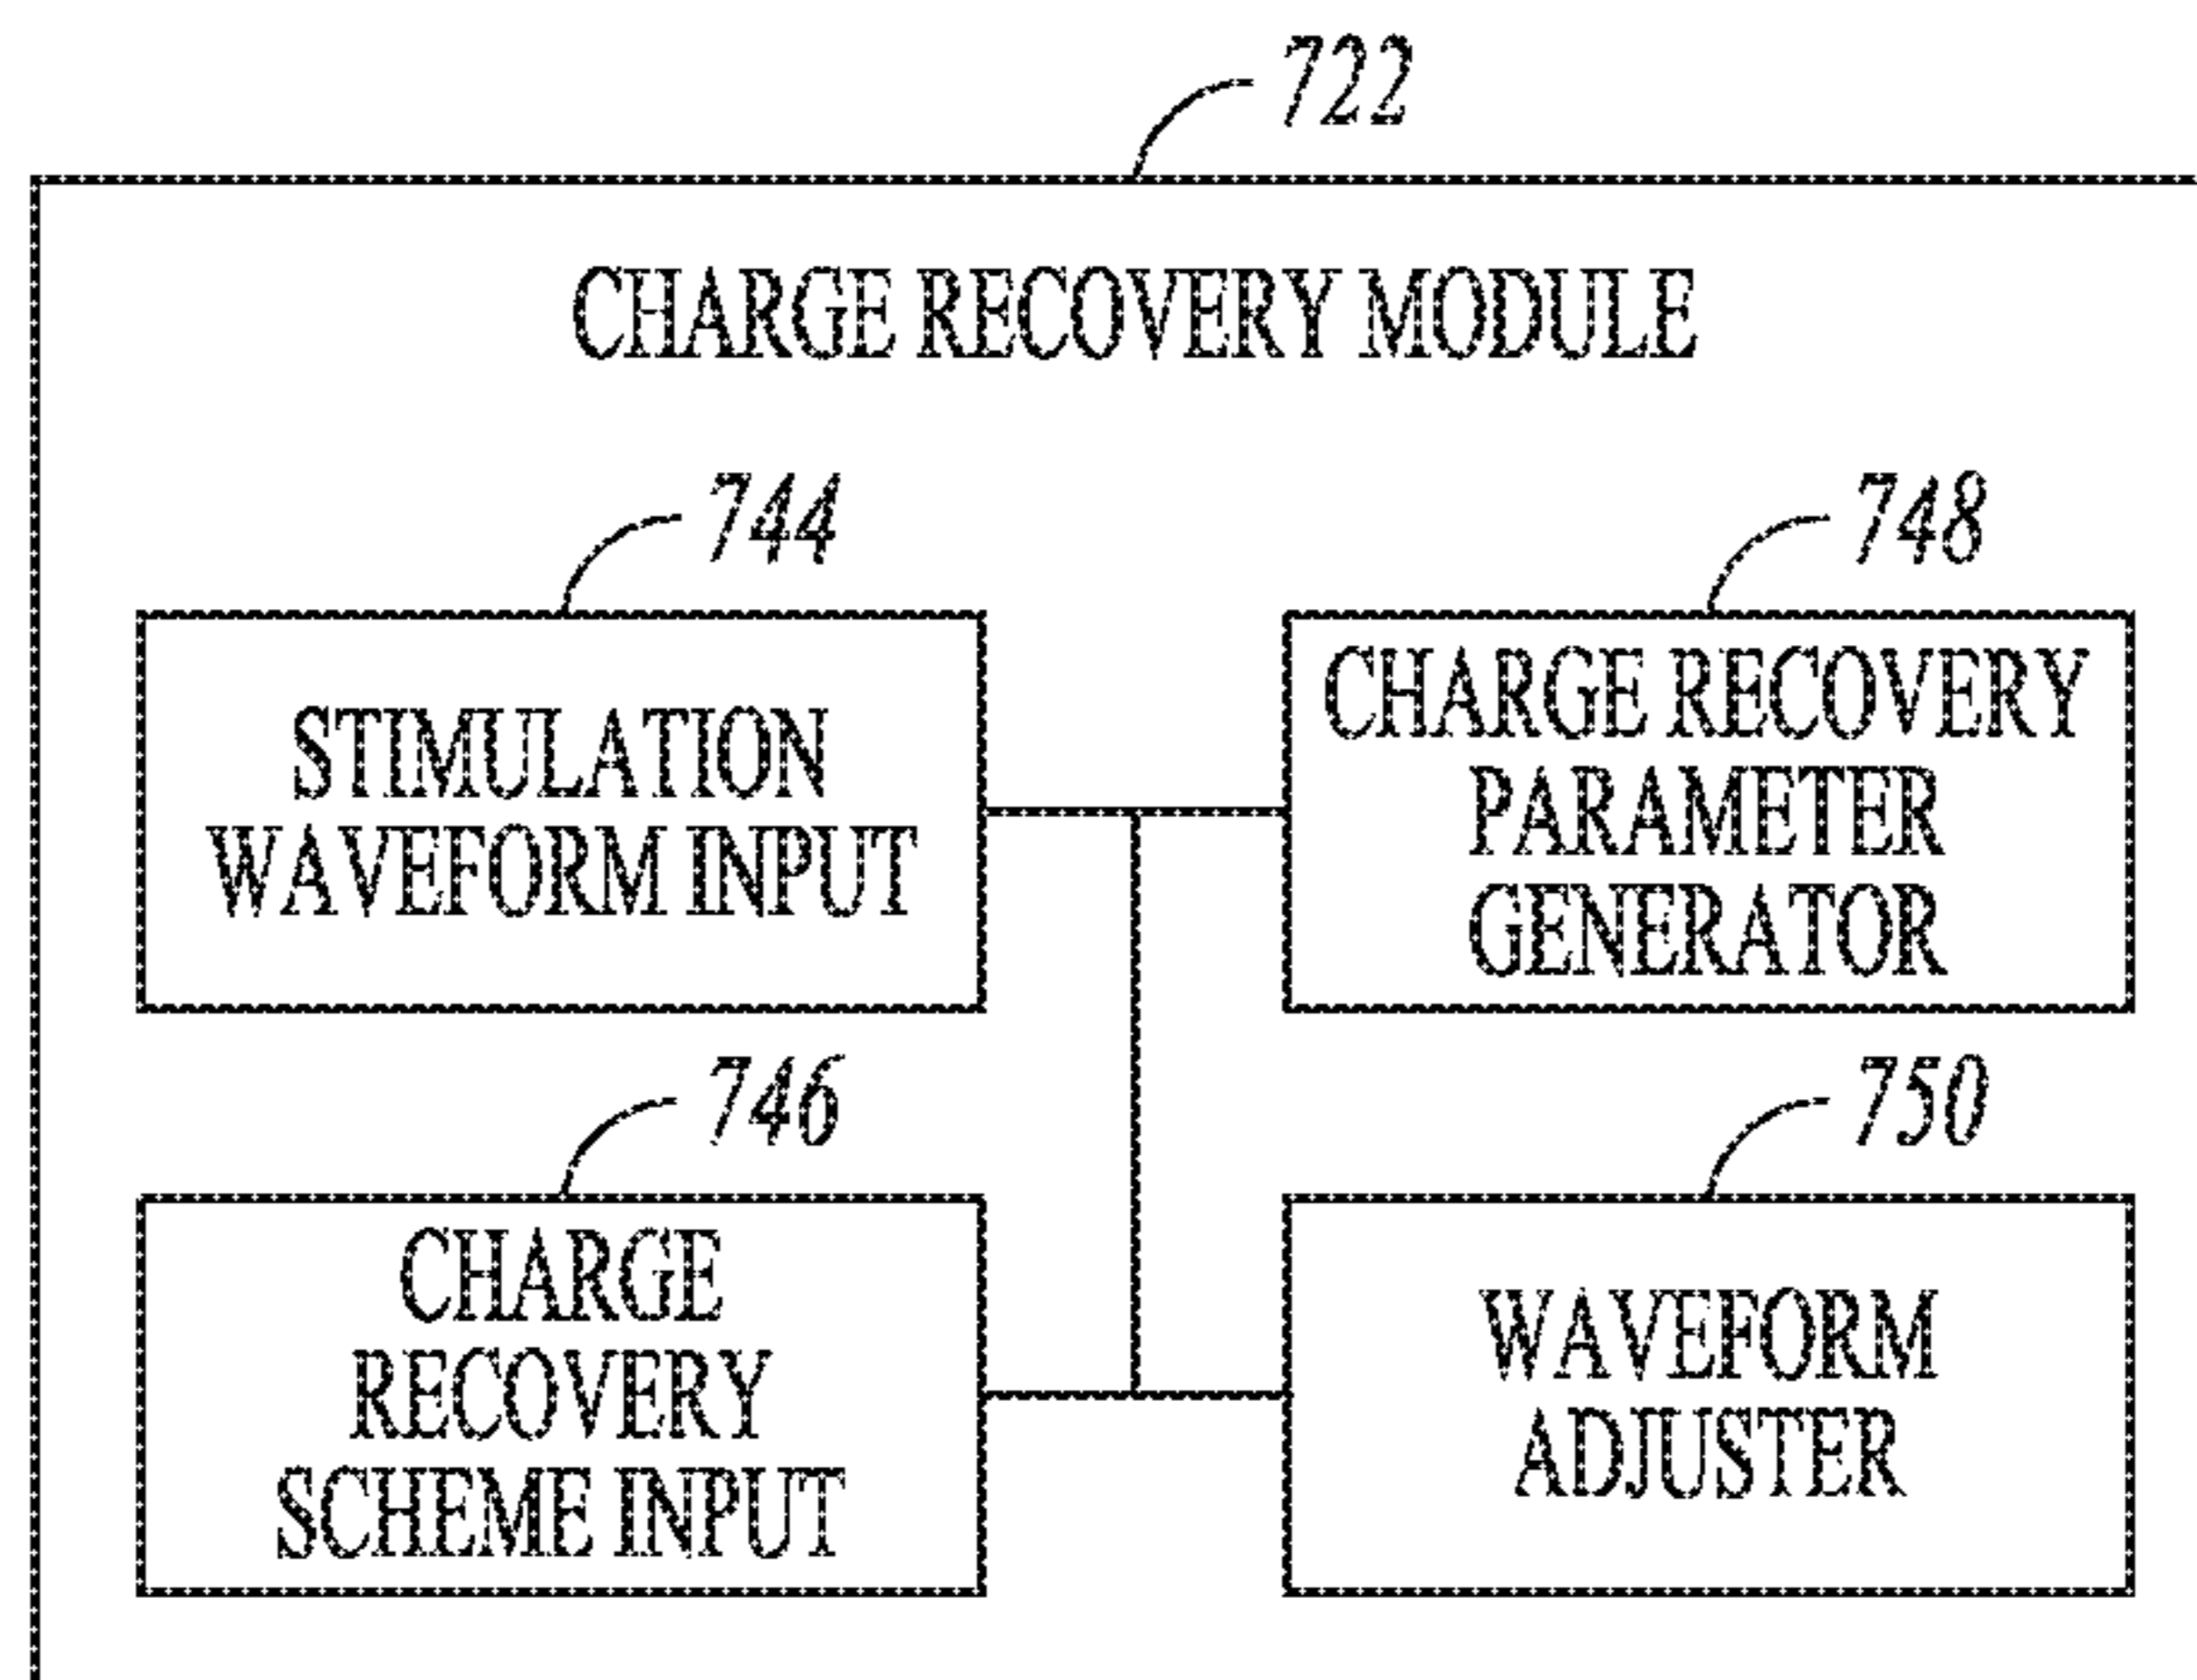 722
CHARGE RECOVERY MODULE
744
STIMULATION
WAVEFORM INPUT
748
CHARGE RECOVERY
PARAMETER
GENERATOR
746
CHARGE
RECOVERY
SCHEME INPUT
750
WAVEFORM
ADJUSTER